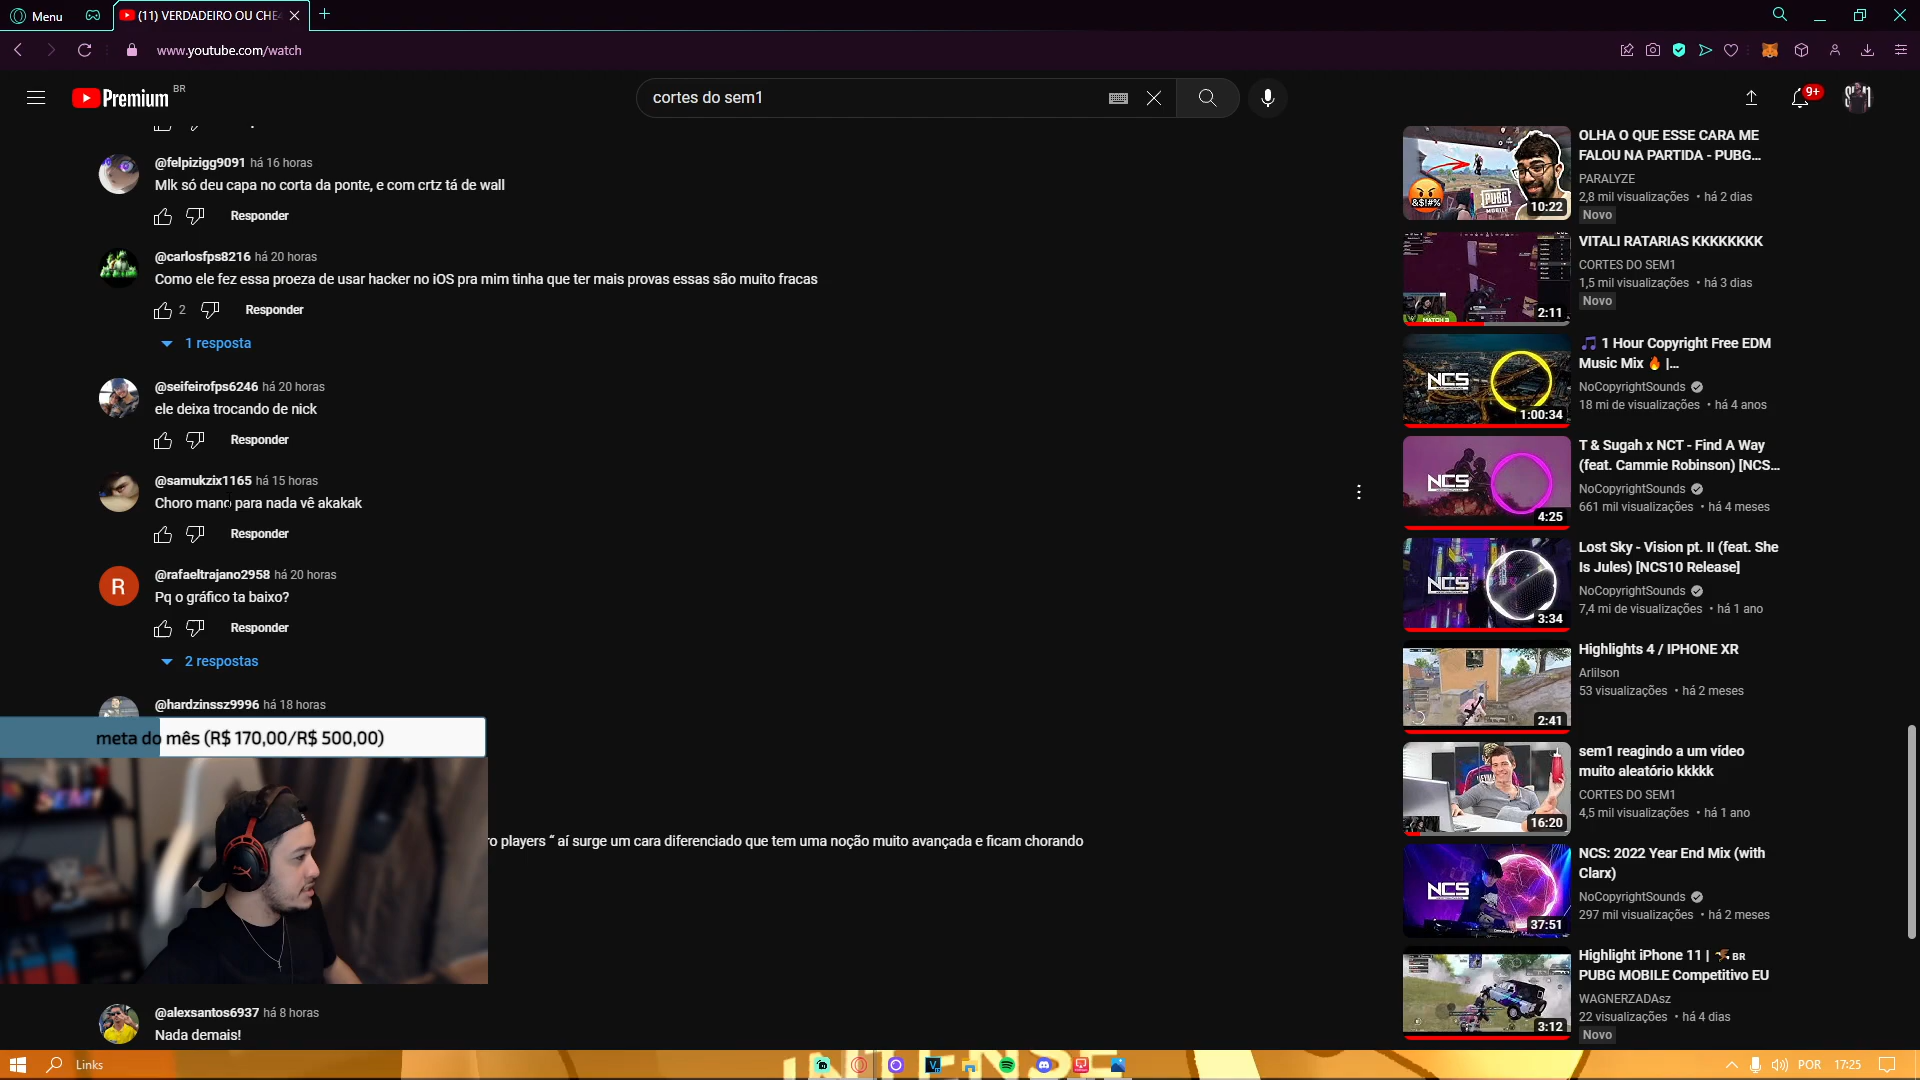 Menu
(11) VERDADEIRO OU CHE
www.youtube.com/watch
Premium BR
cortes do sem1
9+
@felpizigg9091 há 16 horas
Mlk só deu capa no corta da ponte, e com crtz tá de wall
Responder
@carlosfps8216 há 20 horas
Como ele fez essa proeza de usar hacker no iOS pra mim tinha que ter mais provas essas são muito fracas
2 Responder
1 resposta
@seifeirofps6246 há 20 horas
ele deixa trocando de nick
Responder
@samukzix1165 há 15 horas
Choro mano para nada vê akakak
Responder
@rafaeltrajano2958 há 20 horas
R
Pq o gráfico ta baixo?
Responder
2 respostas
@hardzinssz9996 há 18 horas
meta do mês (R$ 170,00/R$ 500,00)
SEM1
ro players “ aí surge um cara diferenciado que tem uma noção muito avançada e ficam chorando
@alexsantos6937 há 8 horas
Nada demais!
OLHA O QUE ESSE CARA ME
FALOU NA PARTIDA - PUBG...
PARALYZE
2,8 mil visualizações • há 2 dias
Novo
&$!#%
PUBG
MOBILE
10:22
VITALI RATARIAS KKKKKKKK
CORTES DO SEM1
1,5 mil visualizações • há 3 dias
Novo
MATCH 3
2:11
🎵 1 Hour Copyright Free EDM
Music Mix 🔥 |...
NoCopyrightSounds
18 mi de visualizações • há 4 anos
NCS
1:00:34
T & Sugah x NCT - Find A Way
(feat. Cammie Robinson) [NCS...
NoCopyrightSounds
661 mil visualizações • há 4 meses
NCS
4:25
Lost Sky - Vision pt. II (feat. She
Is Jules) [NCS10 Release]
NoCopyrightSounds
7,4 mi de visualizações • há 1 ano
NCS
3:34
Highlights 4 / IPHONE XR
Arlilson
53 visualizações • há 2 meses
2:41
sem1 reagindo a um vídeo
muito aleatório kkkkk
CORTES DO SEM1
4,5 mil visualizações • há 1 ano
16:20
NCS: 2022 Year End Mix (with
Clarx)
NoCopyrightSounds
297 mil visualizações • há 2 meses
NCS
37:51
Highlight iPhone 11 | 🦅 BR
PUBG MOBILE Competitivo EU
WAGNERZADAsz
22 visualizações • há 4 dias
Novo
3:12
Links
POR 17:25